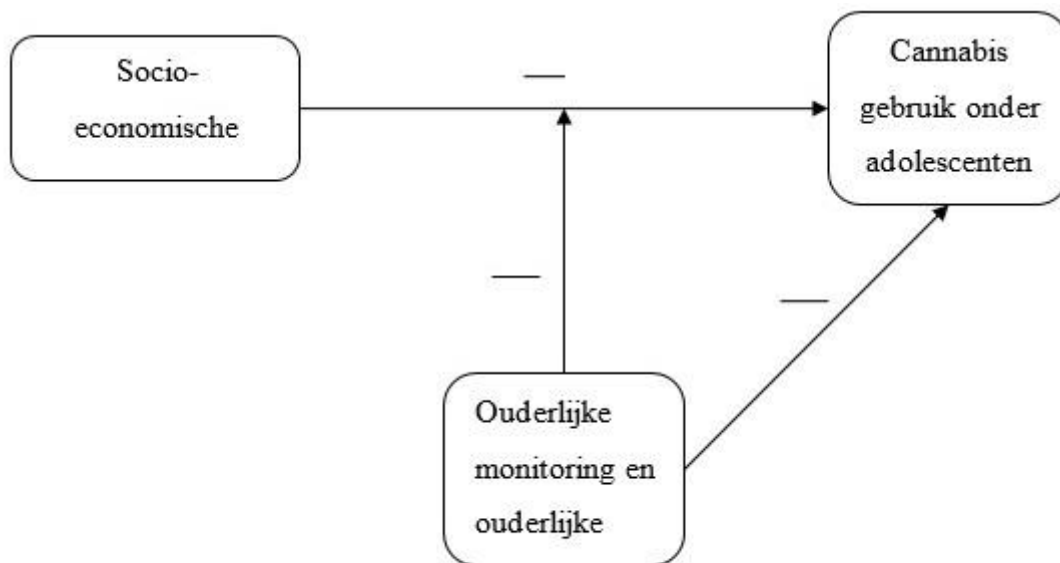 Socio-
economische
Cannabis
gebruik onder
adolescenten
Ouderlijke
monitoring en
ouderlijke